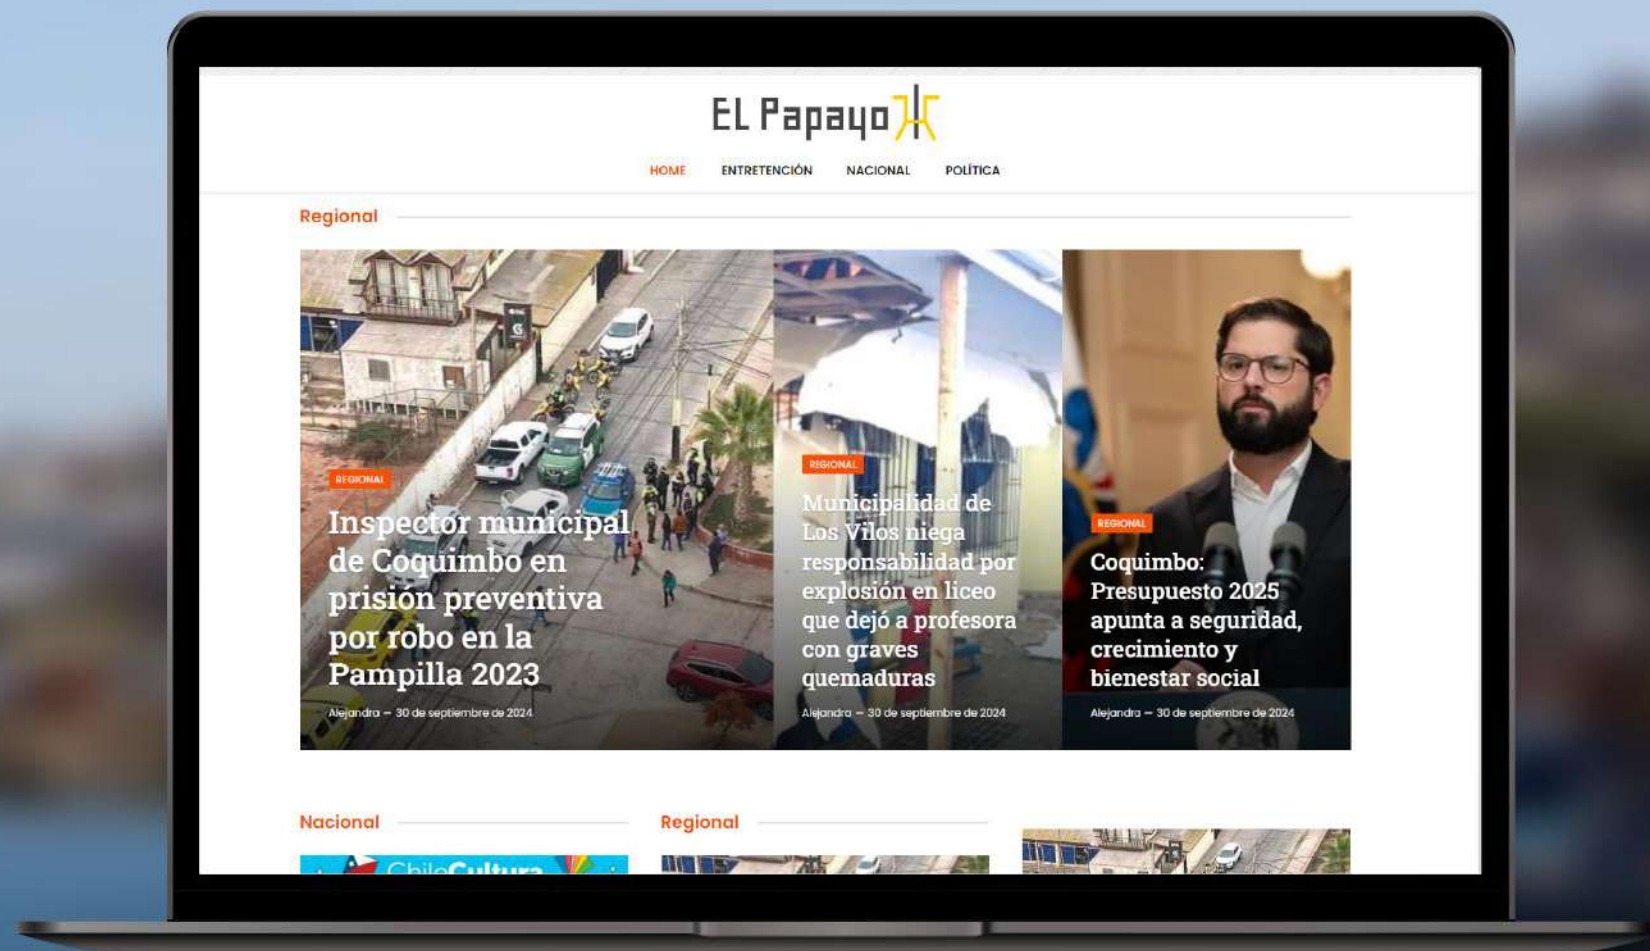 EL Papayo
HOME ENTRETENCIÓN NACIONAL POLÍTICA
Regional
REGIONAL
Inspector municipal
de Coquimbo en
prisión preventiva
por robo en la
Pampilla 2023
Alejandra — 30 de septiembre de 2024
REGIONAL
Municipalidad de
Los Vilos niega
responsabilidad por
explosión en liceo
que dejó a profesora
con graves
quemaduras
Alejandra — 30 de septiembre de 2024
REGIONAL
Coquimbo:
Presupuesto 2025
apunta a seguridad,
crecimiento y
bienestar social
Alejandra — 30 de septiembre de 2024
Nacional
ChileCultura
Regional